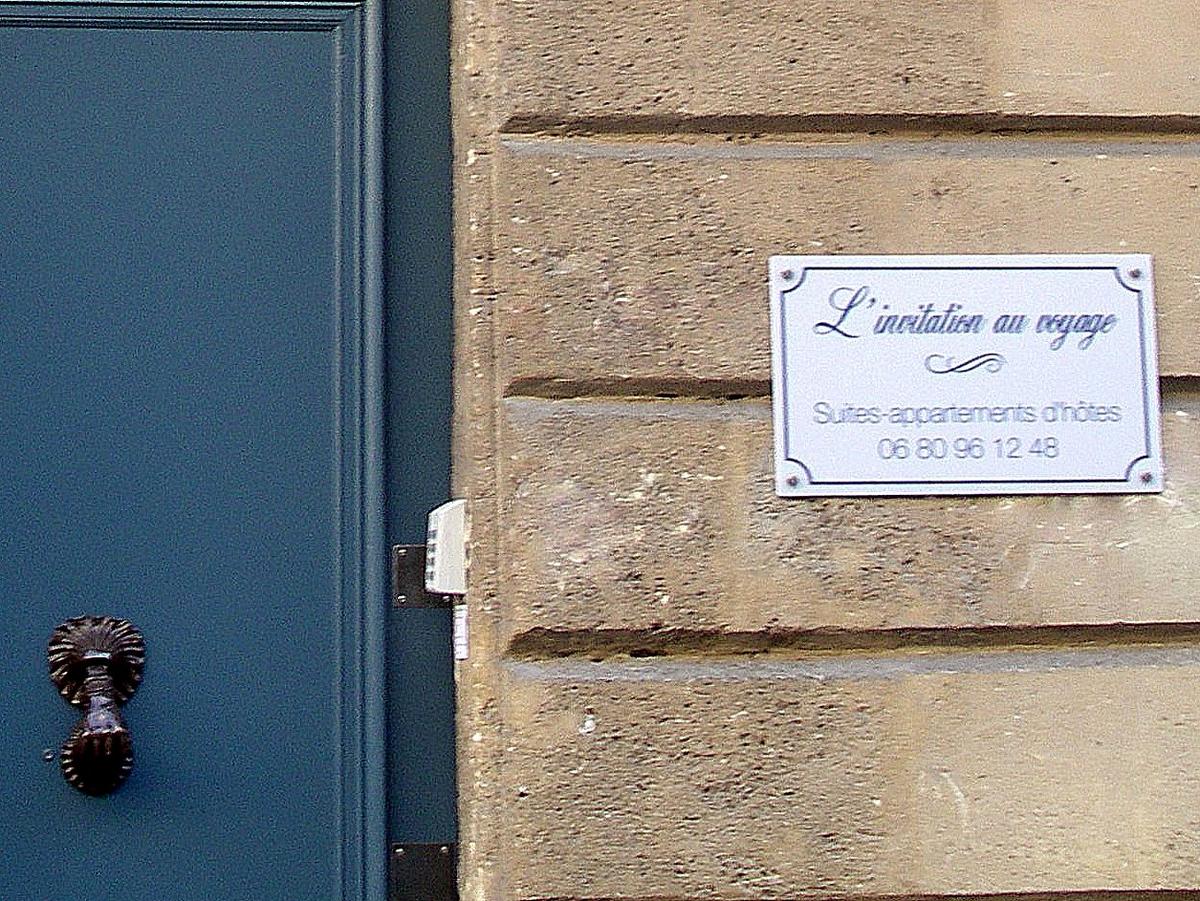 L'invitation au voyage
Suites-appartements d'hôtes
06 80 96 12 48